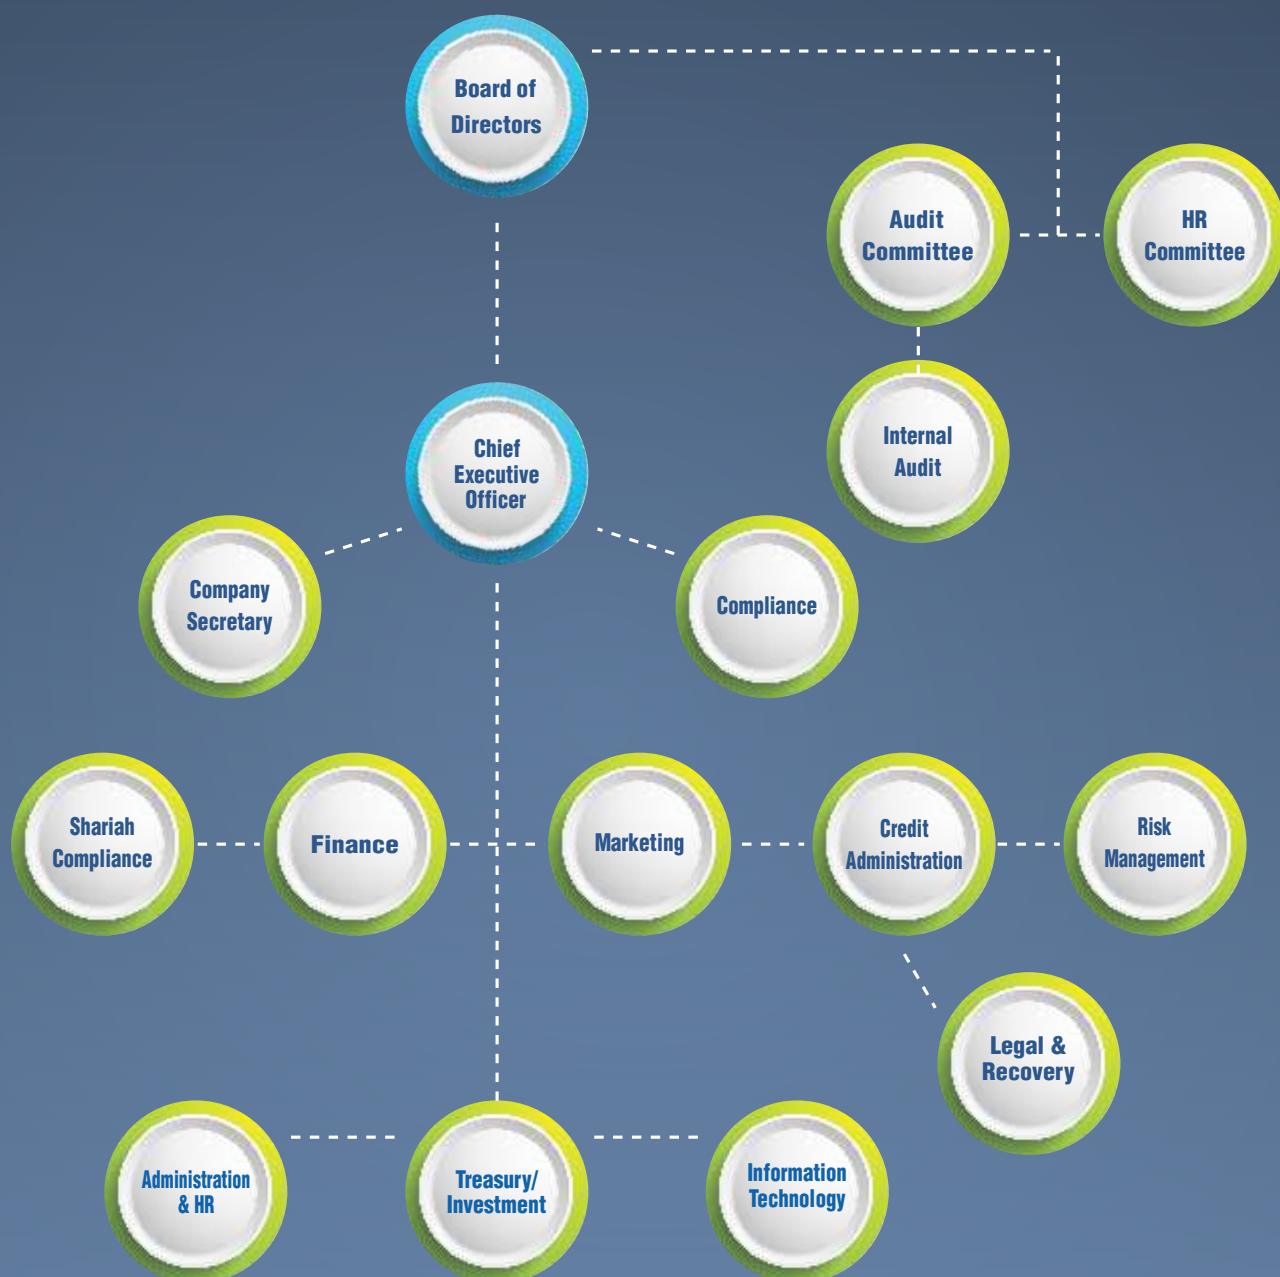 Board of
Directors
Audit
Committee
HR
Committee
Chief
Executive
Officer
Internal
Audit
Company
Secretary
Compliance
Shariah
Compliance
Finance
Marketing
Credit
Administration
Risk
Management
Legal &
Recovery
Administration
& HR
Treasury/
Investment
Information
Technology